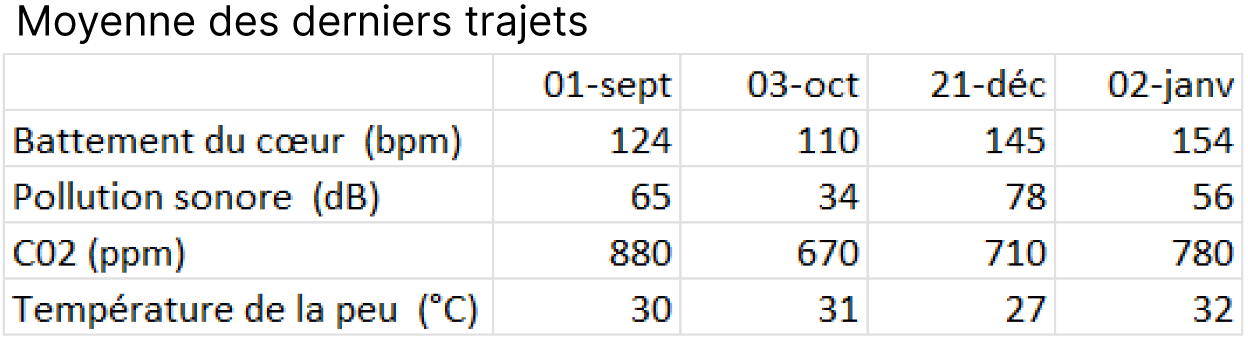 Moyenne des derniers trajets
01-sept 03-oct 21-déc 02-janv
Battement du cœur (bpm) 124 110 145 154
Pollution sonore (dB) 65 34 78 56
C02 (ppm) 880 670 710 780
Température de la peu (°C) 30 31 27 32